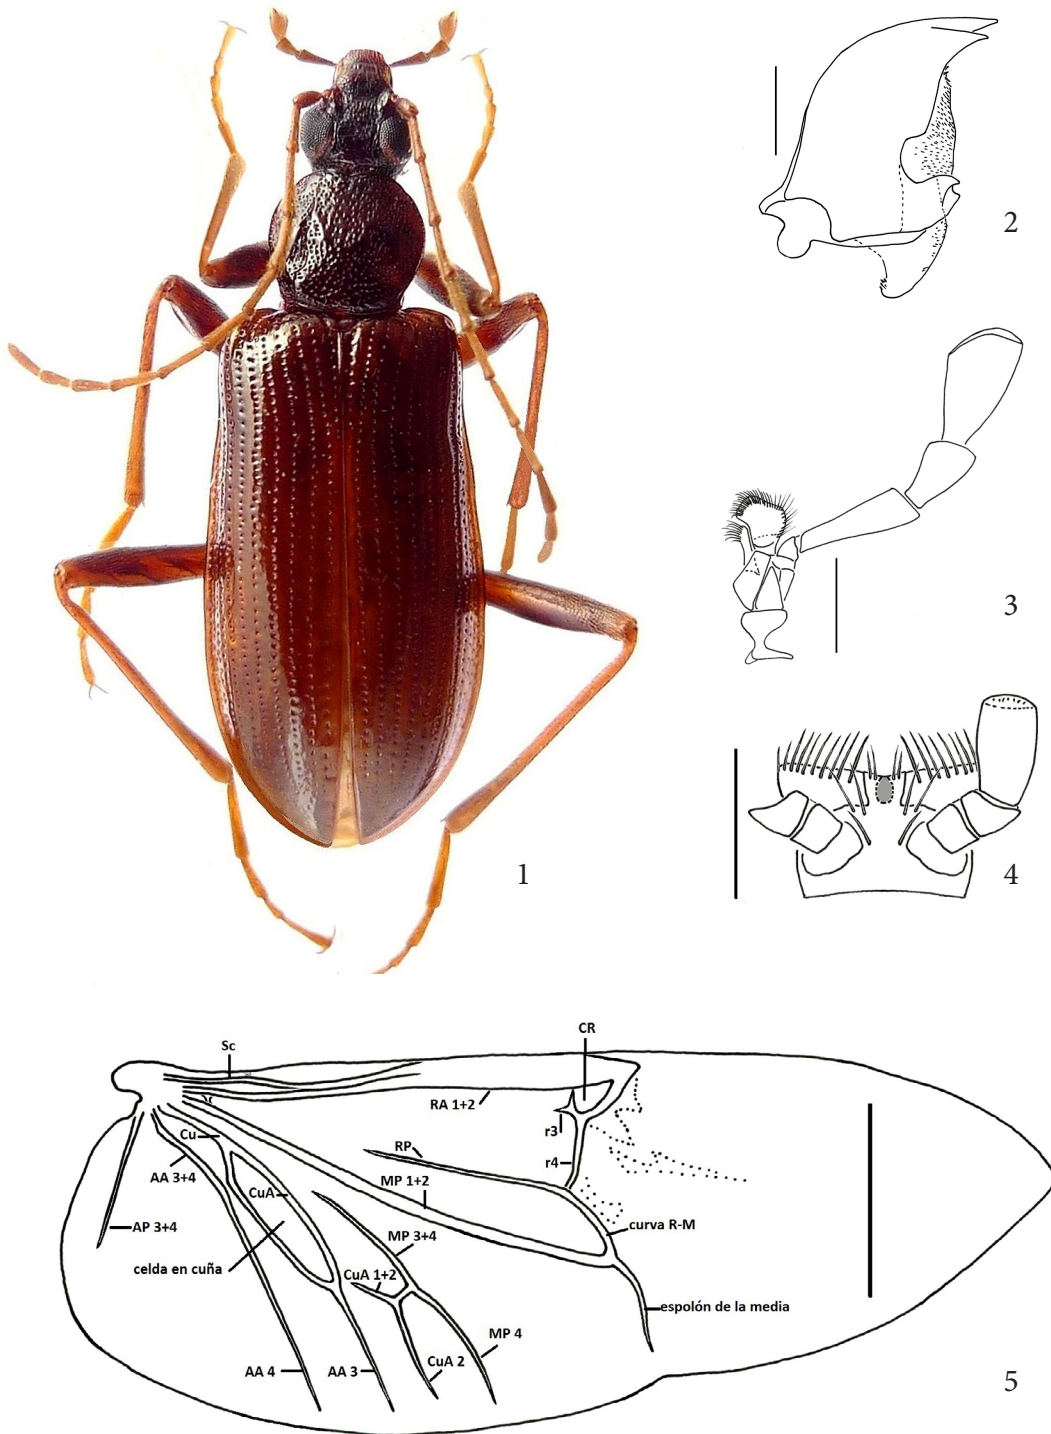 1
2
3
4
Sc
CR
RA 1+2
r3
Cu
RP
r4
AA 3+4
MP 1+2
CuA
AP 3+4
MP 3+4
curva R-M
celda en cuña
CuA 1+2
espolón de la media
MP 4
CuA 2
AA 4
AA 3
5